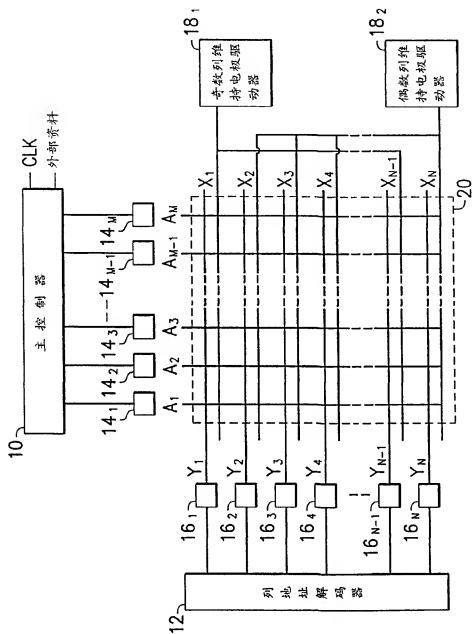 CLK
外部资料
主控制器
10
14₁
14₂
14₃
---
14M-1
14M
A₁
A₂
A₃
AM-1
AM
奇数列维
持电极驱
动器
18₁
偶数列维
持电极驱
动器
18₂
X₁
X₂
X₃
X₄
XN-1
XN
20
Y₁
Y₂
Y₃
Y₄
YN-1
YN
16₁
16₂
16₃
16₄
16N-1
16N
列地址解码器
12